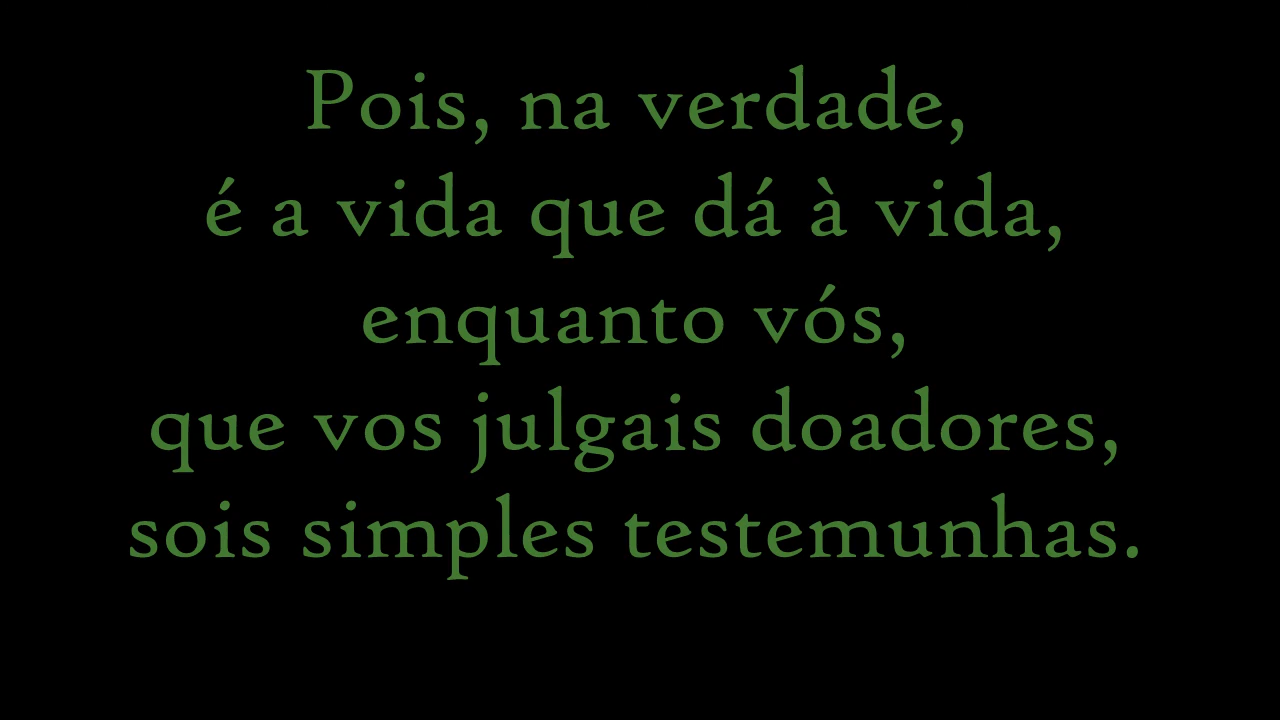 Pois, na verdade,
é a vida que dá à vida,
enquanto vós,
que vos julgais doadores,
sois simples testemunhas.